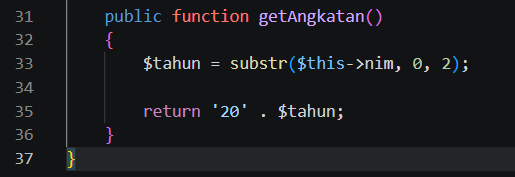 31 public function getAngkatan()
32 {
33 $tahun = substr($this->nim, 0, 2);
34
35 return '20' . $tahun;
36 }
37 }